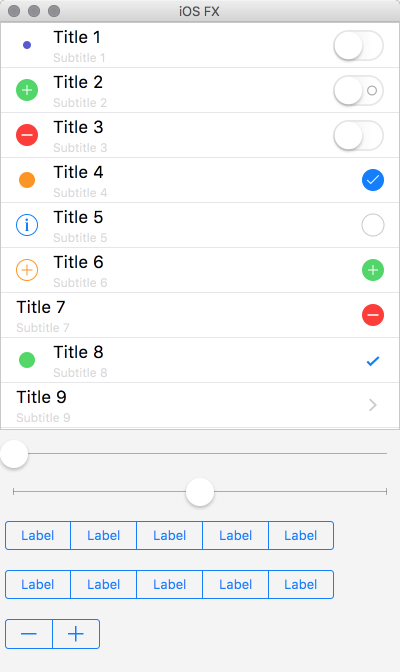 iOS FX
Title 1
Subtitle 1
Title 2
Subtitle 2
Title 3
Subtitle 3
Title 4
Subtitle 4
Title 5
Subtitle 5
Title 6
Subtitle 6
Title 7
Subtitle 7
Title 8
Subtitle 8
Title 9
Subtitle 9
Label Label Label Label Label
Label Label Label Label Label